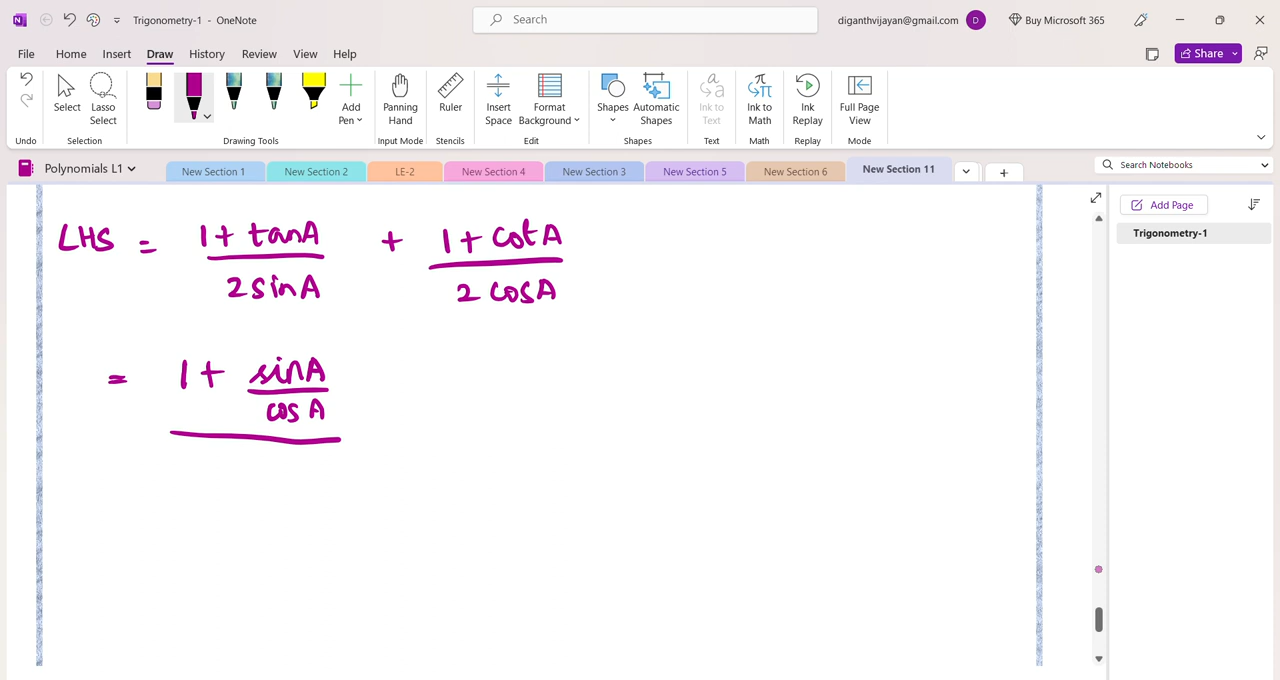 Trigonometry-1 - OneNote
Search
diganthvijayan@gmail.com D
Buy Microsoft 365
File Home Insert Draw History Review View Help
Share
Undo
Select
Lasso Select
Selection
Drawing Tools
Add Pen
Panning Hand
Input Mode
Ruler
Stencils
Insert Space
Format Background
Edit
Shapes
Automatic Shapes
Shapes
Ink to Text
Ink to Math
Convert
Ink Replay
Replay
Full Page View
Mode
Polynomials L1
New Section 1 New Section 2 LE-2 New Section 4 New Section 3 New Section 5 New Section 6 New Section 11
Search Notebooks
Add Page
Trigonometry-1
LHS = (1 + tanA)/(2 sinA) + (1 + cotA)/(2 cosA)
= 1 + sinA/cosA